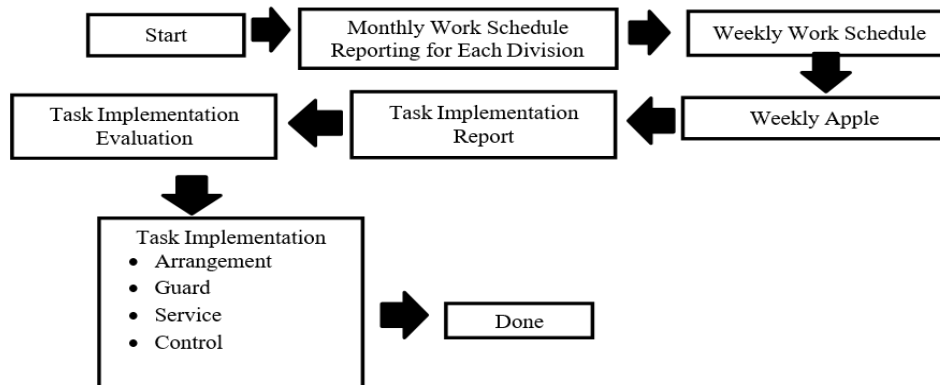 Start
Monthly Work Schedule
Reporting for Each Division
Weekly Work Schedule
Weekly Apple
Task Implementation
Report
Task Implementation
Evaluation
Task Implementation
• Arrangement
• Guard
• Service
• Control
Done